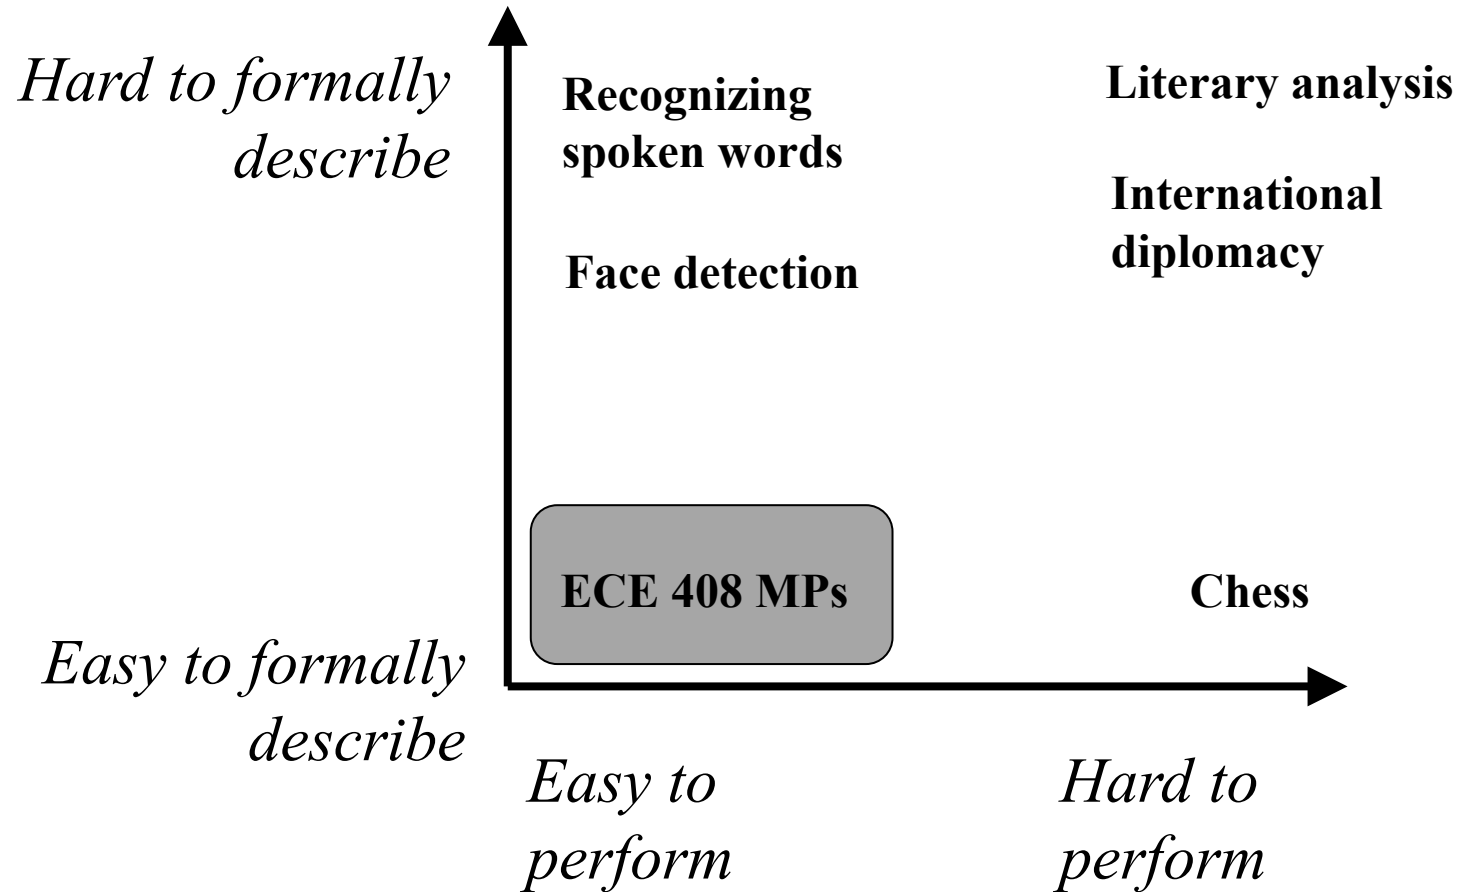 Hard to formally
describe
Recognizing
spoken words
Literary analysis
International
diplomacy
Face detection
ECE 408 MPs
Chess
Easy to formally
describe
Easy to
perform
Hard to
perform